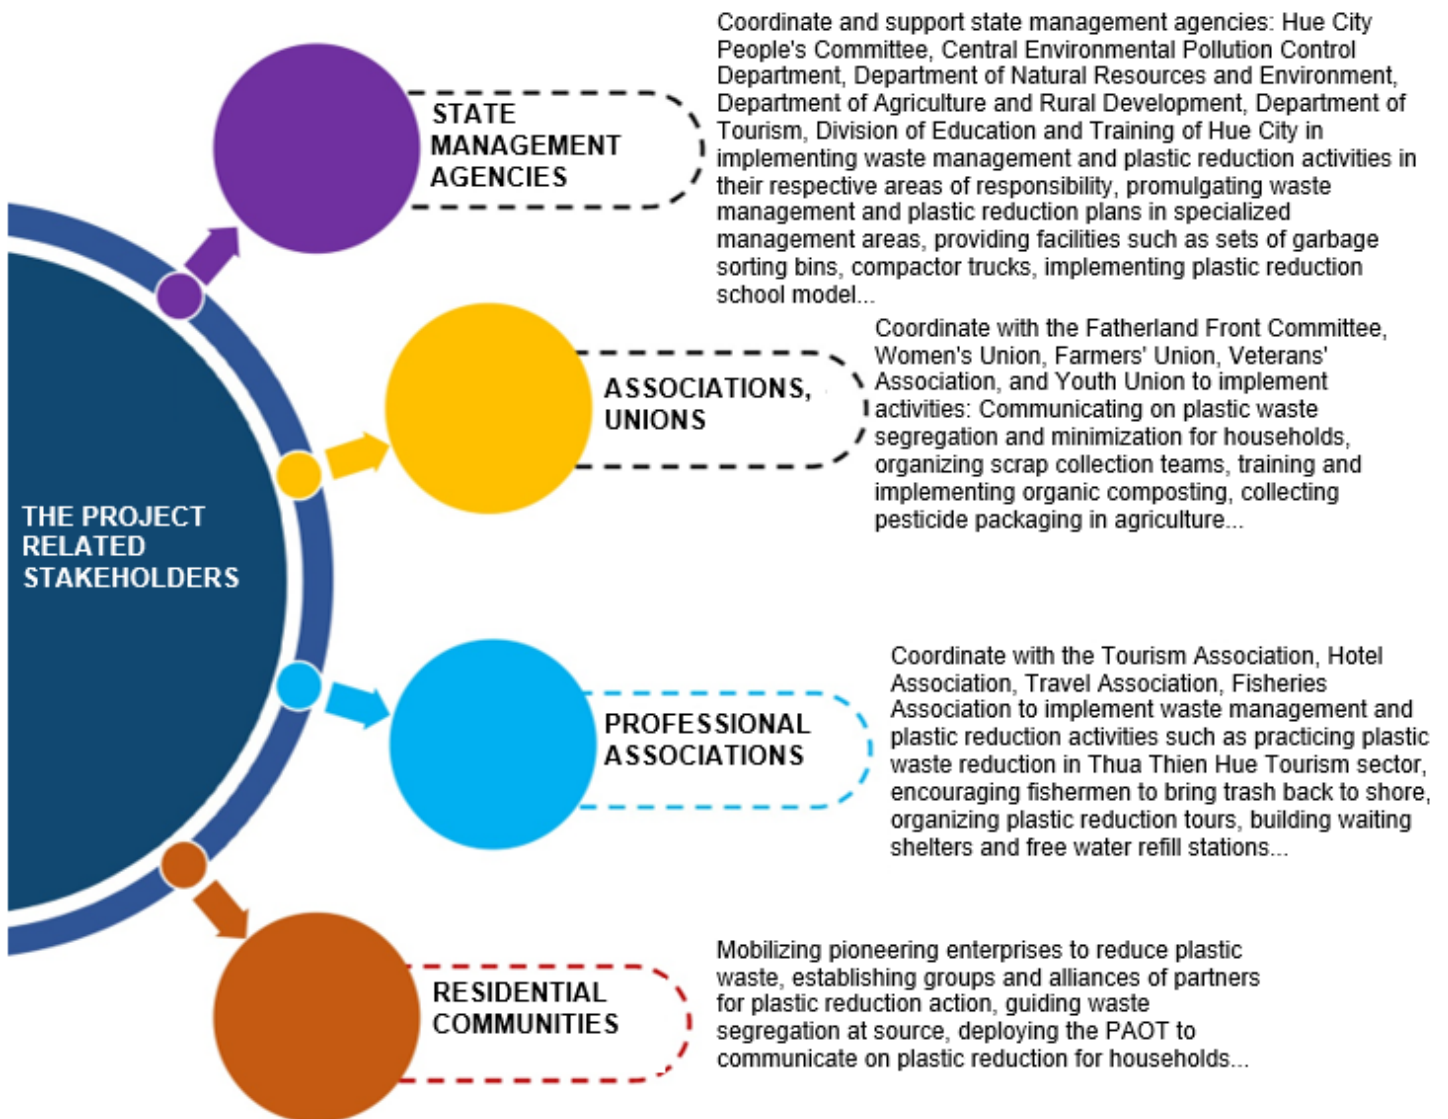 THE PROJECT
RELATED
STAKEHOLDERS
STATE
MANAGEMENT
AGENCIES
Coordinate and support state management agencies: Hue City
People's Committee, Central Environmental Pollution Control
Department, Department of Natural Resources and Environment,
Department of Agriculture and Rural Development, Department of
Tourism, Division of Education and Training of Hue City in
implementing waste management and plastic reduction activities in
their respective areas of responsibility, promulgating waste
management and plastic reduction plans in specialized
management areas, providing facilities such as sets of garbage
sorting bins, compactor trucks, implementing plastic reduction
school model...
ASSOCIATIONS,
UNIONS
Coordinate with the Fatherland Front Committee,
Women's Union, Farmers' Union, Veterans'
Association, and Youth Union to implement
activities: Communicating on plastic waste
segregation and minimization for households,
organizing scrap collection teams, training and
implementing organic composting, collecting
pesticide packaging in agriculture...
PROFESSIONAL
ASSOCIATIONS
Coordinate with the Tourism Association, Hotel
Association, Travel Association, Fisheries
Association to implement waste management and
plastic reduction activities such as practicing plastic
waste reduction in Thua Thien Hue Tourism sector,
encouraging fishermen to bring trash back to shore,
organizing plastic reduction tours, building waiting
shelters and free water refill stations...
RESIDENTIAL
COMMUNITIES
Mobilizing pioneering enterprises to reduce plastic
waste, establishing groups and alliances of partners
for plastic reduction action, guiding waste
segregation at source, deploying the PAOT to
communicate on plastic reduction for households...